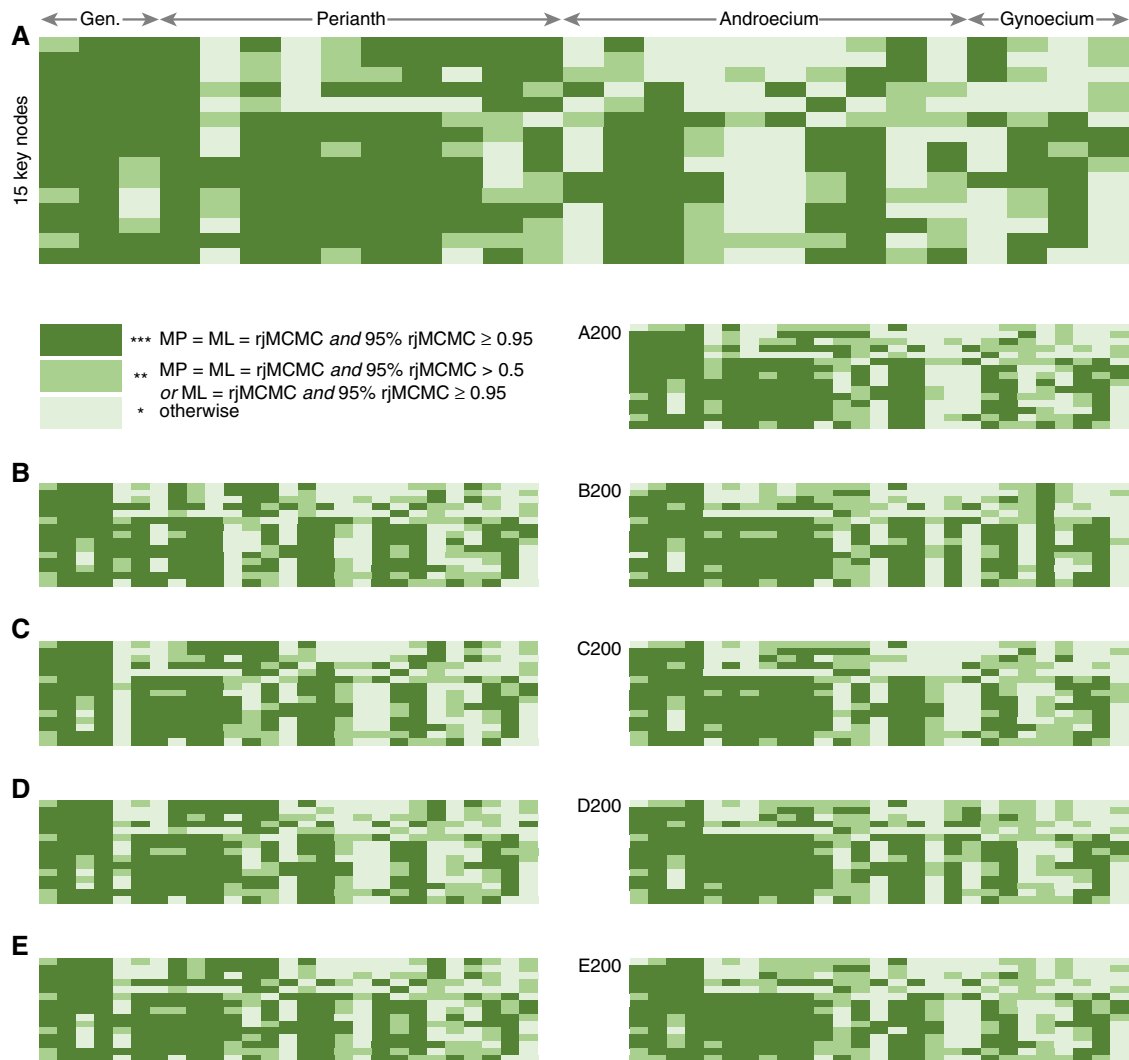 Gen. Perianth Androecium Gynoecium
A
15 key nodes
*** MP = ML = rjMCMC and 95% rjMCMC ≥ 0.95
** MP = ML = rjMCMC and 95% rjMCMC > 0.5
or ML = rjMCMC and 95% rjMCMC ≥ 0.95
* otherwise
A200
B
B200
C
C200
D
D200
E
E200